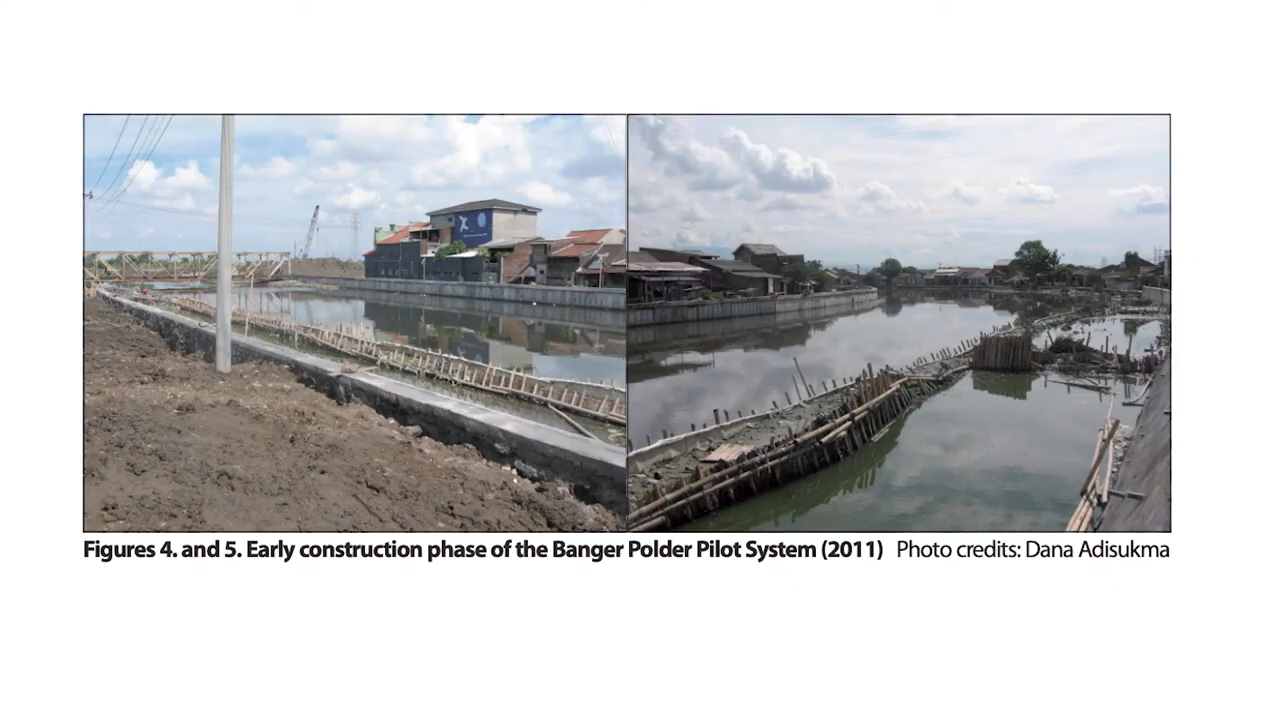 Figures 4. and 5. Early construction phase of the Banger Polder Pilot System (2011) Photo credits: Dana Adisukma